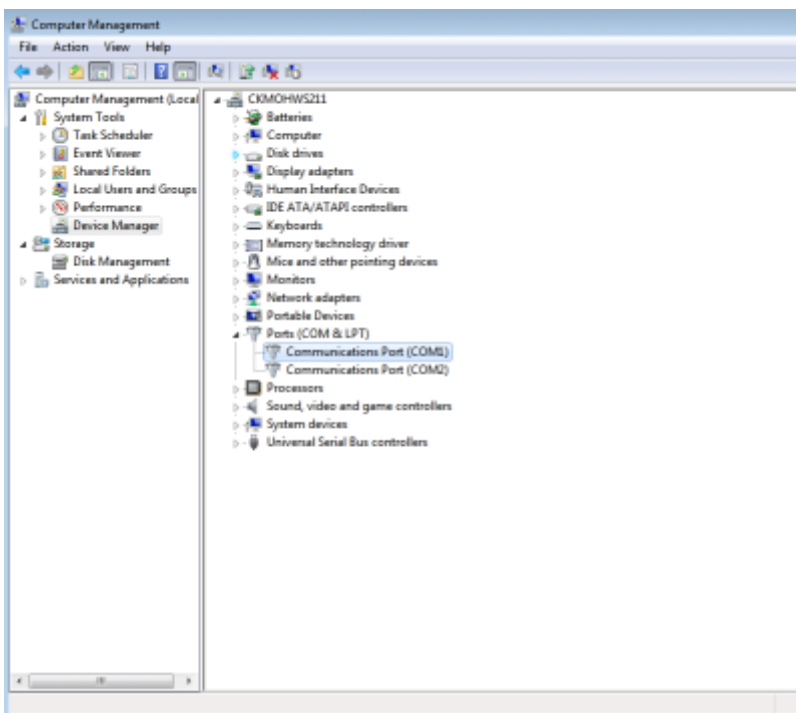 Computer Management
File Action View Help
Computer Management (Local
System Tools
Task Scheduler
Event Viewer
Shared Folders
Local Users and Groups
Performance
Device Manager
Storage
Disk Management
Services and Applications
CKMOHWS211
Batteries
Computer
Disk drives
Display adapters
Human Interface Devices
IDE ATA/ATAPI controllers
Keyboards
Memory technology driver
Mice and other pointing devices
Monitors
Network adapters
Portable Devices
Ports (COM & LPT)
Communications Port (COM1)
Communications Port (COM2)
Processors
Sound, video and game controllers
System devices
Universal Serial Bus controllers